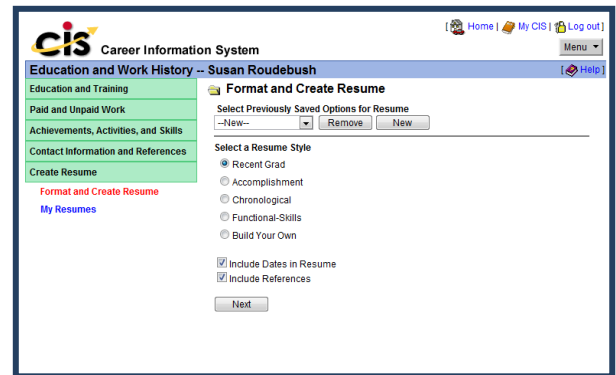 [ Home | My CIS | Log out ]
cis Career Information System
Menu
Education and Work History -- Susan Roudebush
[ Help ]
Education and Training
Paid and Unpaid Work
Achievements, Activities, and Skills
Contact Information and References
Create Resume
Format and Create Resume
My Resumes
Format and Create Resume
Select Previously Saved Options for Resume
--New-- Remove New
Select a Resume Style
Recent Grad
Accomplishment
Chronological
Functional-Skills
Build Your Own
Include Dates in Resume
Include References
Next